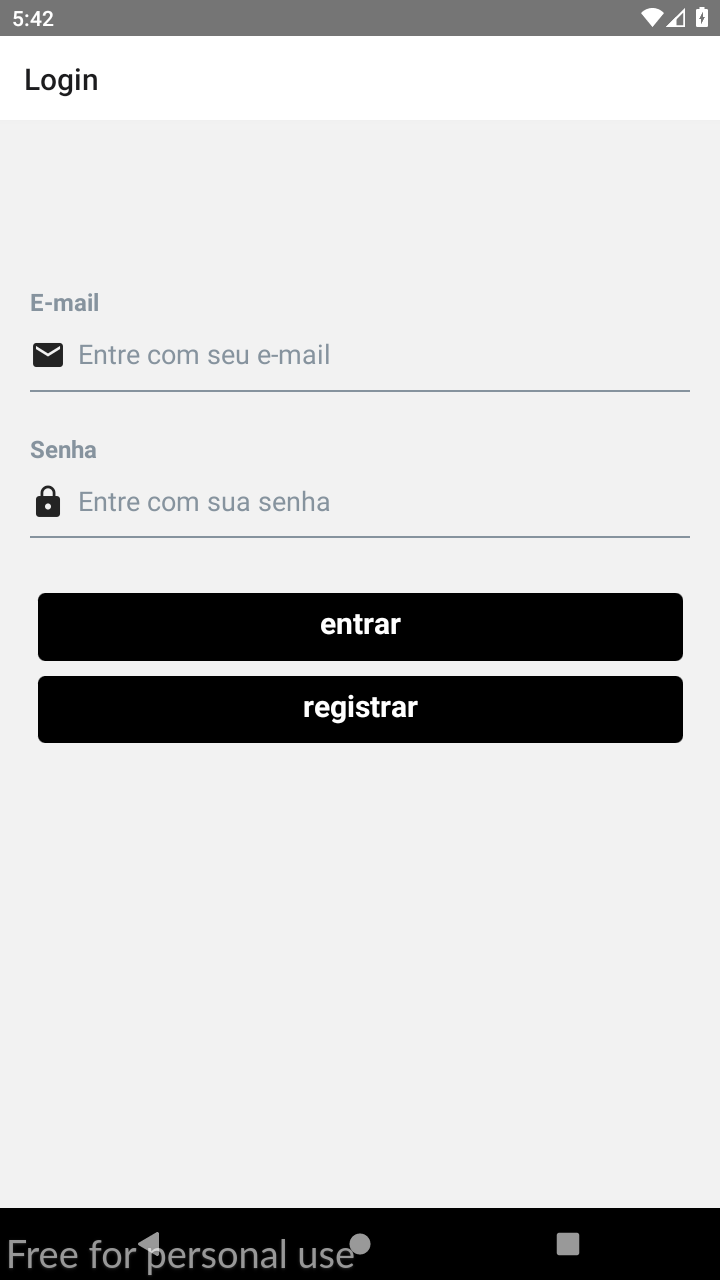 5:42
Login
E-mail
Entre com seu e-mail
Senha
Entre com sua senha
entrar
registrar
Free for personal use